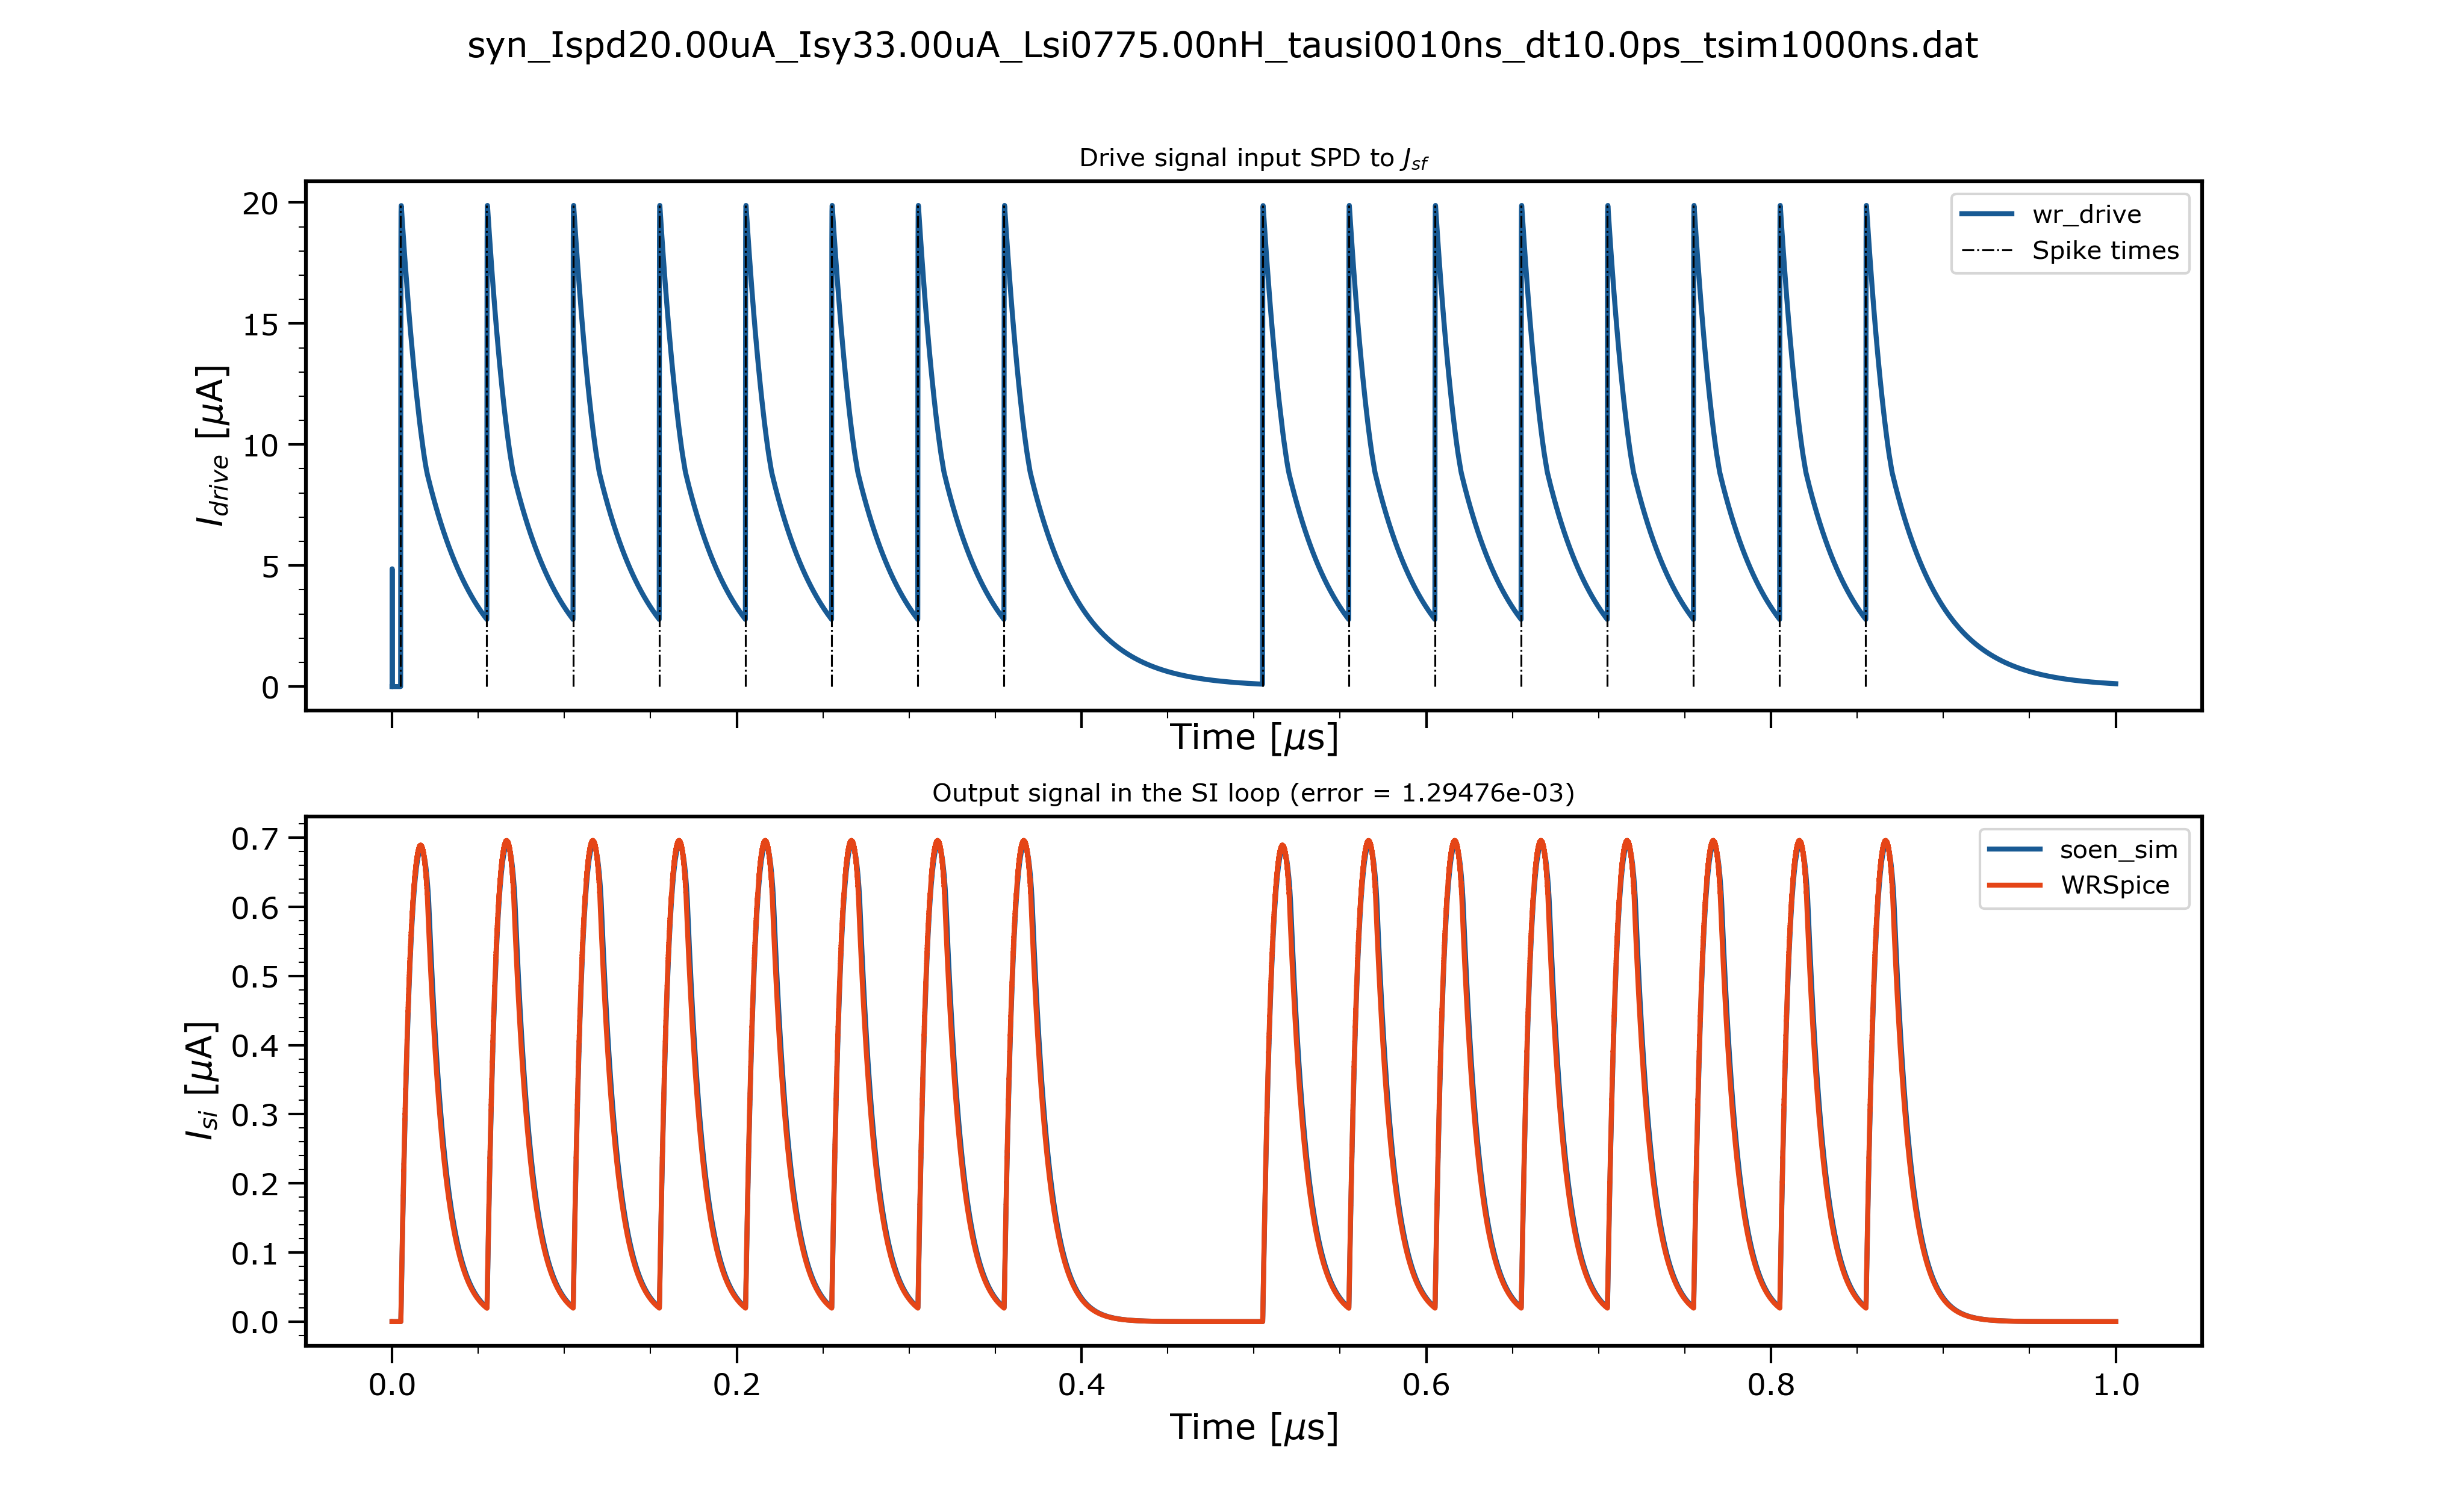 syn_Ispd20.00uA_Isy33.00uA_Lsi0775.00nH_tausi0010ns_dt10.0ps_tsim1000ns.dat
Drive signal input SPD to J_sf
20
15
10
5
0
I_drive [μA]
wr_drive
Spike times
Time [μs]
Output signal in the SI loop (error = 1.29476e-03)
0.7
0.6
0.5
0.4
0.3
0.2
0.1
0.0
I_si [μA]
soen_sim
WRSpice
0.0 0.2 0.4 0.6 0.8 1.0
Time [μs]